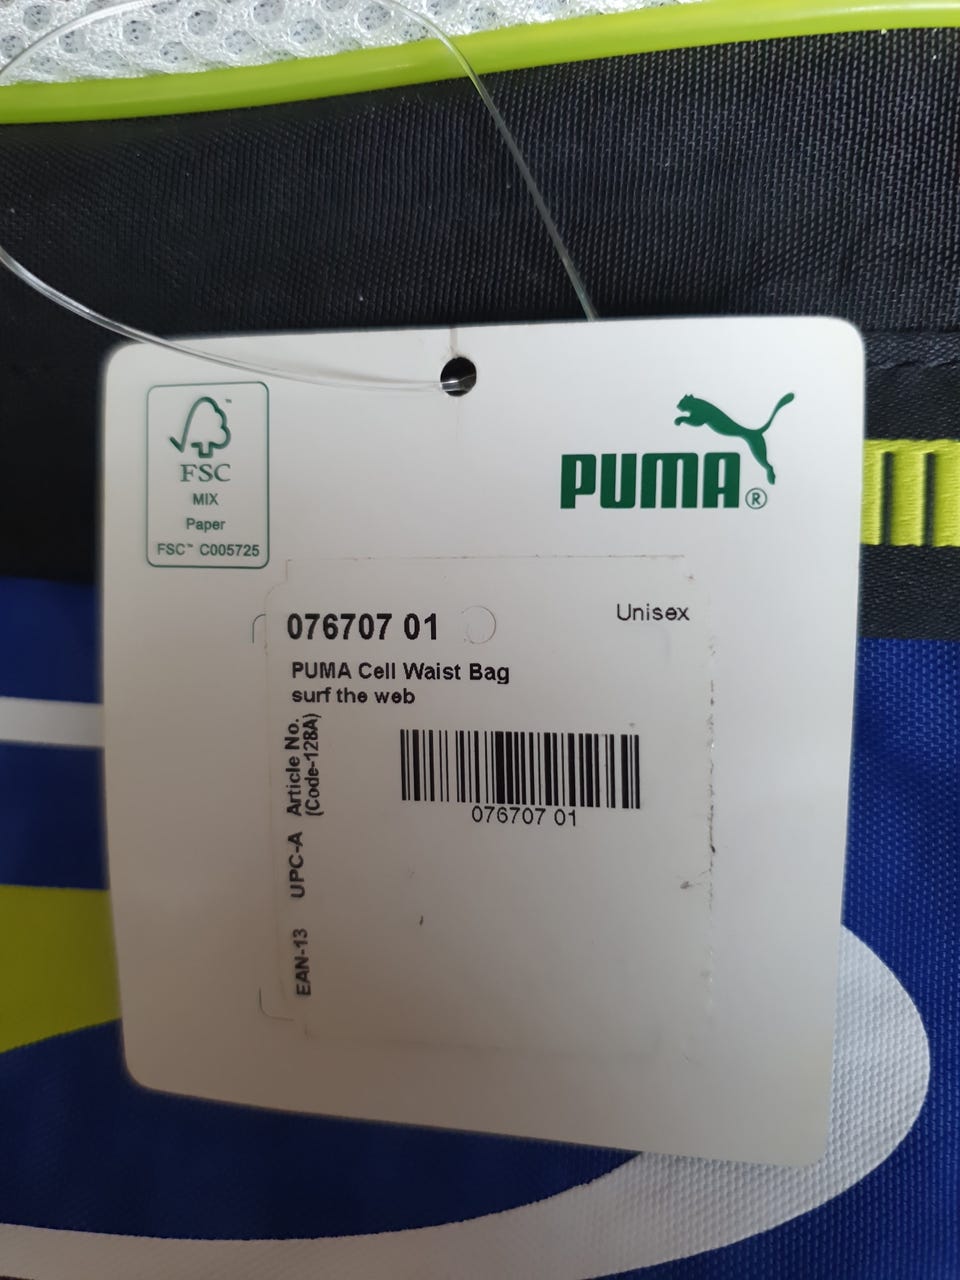 FSC™
MIX
Paper
FSC™ C005725
PUMA®
076707 01
Unisex
PUMA Cell Waist Bag
surf the web
Article No.
(Code-128A)
076707 01
UPC-A
EAN-13